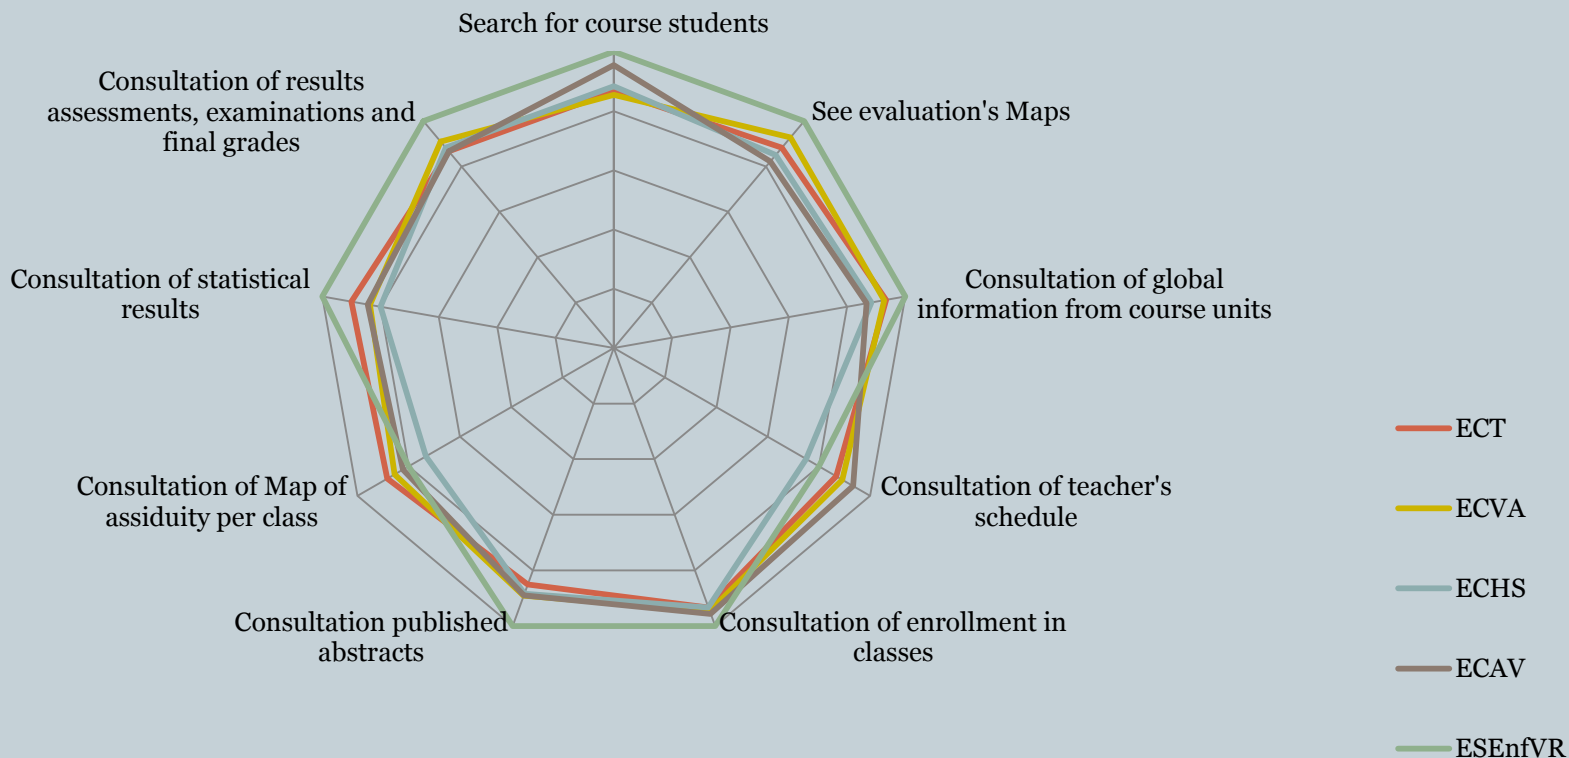 Search for course students
Consultation of results
assessments, examinations and
final grades
See evaluation's Maps
Consultation of statistical
results
Consultation of global
information from course units
Consultation of Map of
assiduity per class
Consultation of teacher's
schedule
Consultation published
abstracts
Consultation of enrollment in
classes
ECT
ECVA
ECHS
ECAV
ESEnfVR